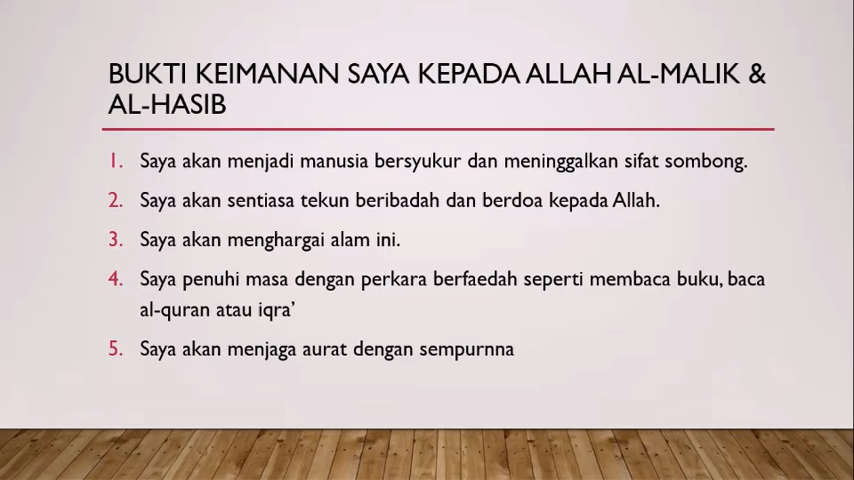 BUKTI KEIMANAN SAYA KEPADA ALLAH AL-MALIK &
AL-HASIB
1. Saya akan menjadi manusia bersyukur dan meninggalkan sifat sombong.
2. Saya akan sentiasa tekun beribadah dan berdoa kepada Allah.
3. Saya akan menghargai alam ini.
4. Saya penuhi masa dengan perkara berfaedah seperti membaca buku, baca
al-quran atau iqra’
5. Saya akan menjaga aurat dengan sempurnna